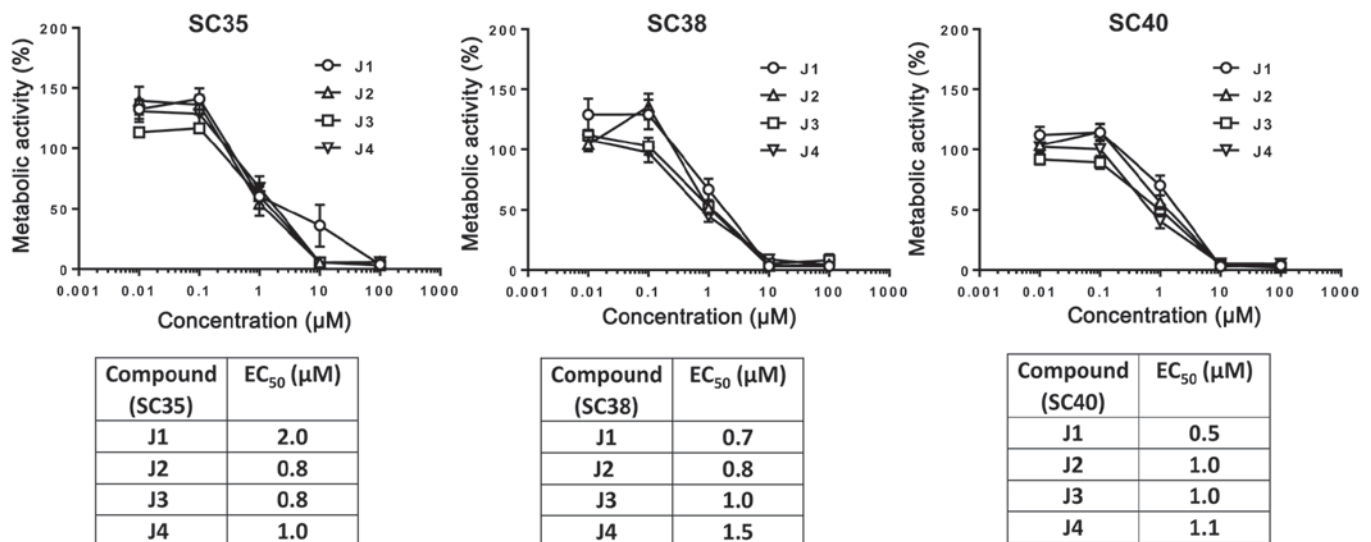 SC35
Metabolic activity (%)
200
150
100
50
0
0.001 0.01 0.1 1 10 100 1000
Concentration (µM)
J1
J2
J3
J4
SC38
Metabolic activity (%)
200
150
100
50
0
0.001 0.01 0.1 1 10 100 1000
Concentration (µM)
J1
J2
J3
J4
SC40
Metabolic activity (%)
200
150
100
50
0
0.001 0.01 0.1 1 10 100 1000
Concentration (µM)
J1
J2
J3
J4
Compound EC50 (µM)
(SC35)
J1 2.0
J2 0.8
J3 0.8
J4 1.0
Compound EC50 (µM)
(SC38)
J1 0.7
J2 0.8
J3 1.0
J4 1.5
Compound EC50 (µM)
(SC40)
J1 0.5
J2 1.0
J3 1.0
J4 1.1